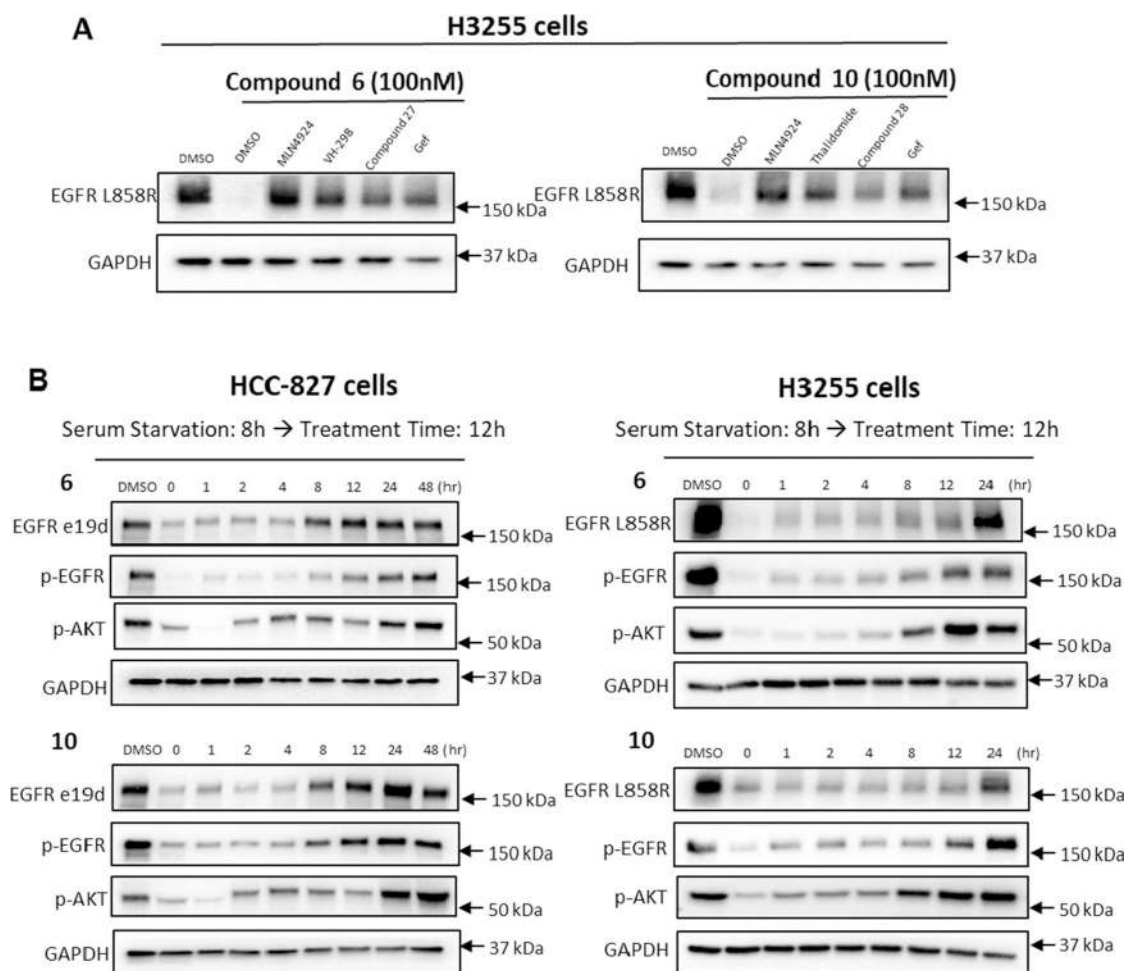 A
H3255 cells
Compound 6 (100nM)
DMSO DMSO MLN4924 VH-298 Compound 27 Gef
EGFR L858R
150 kDa
GAPDH
37 kDa
Compound 10 (100nM)
DMSO DMSO MLN4924 Thalidomide Compound 28 Gef
EGFR L858R
150 kDa
GAPDH
37 kDa
B
HCC-827 cells
Serum Starvation: 8h → Treatment Time: 12h
6
DMSO 0 1 2 4 8 12 24 48 (hr)
EGFR e19d
150 kDa
p-EGFR
150 kDa
p-AKT
50 kDa
GAPDH
37 kDa
10
DMSO 0 1 2 4 8 12 24 48 (hr)
EGFR e19d
150 kDa
p-EGFR
150 kDa
p-AKT
50 kDa
GAPDH
37 kDa
H3255 cells
Serum Starvation: 8h → Treatment Time: 12h
6
DMSO 0 1 2 4 8 12 24 (hr)
EGFR L858R
150 kDa
p-EGFR
150 kDa
p-AKT
50 kDa
GAPDH
37 kDa
10
DMSO 0 1 2 4 8 12 24 (hr)
EGFR L858R
150 kDa
p-EGFR
150 kDa
p-AKT
50 kDa
GAPDH
37 kDa